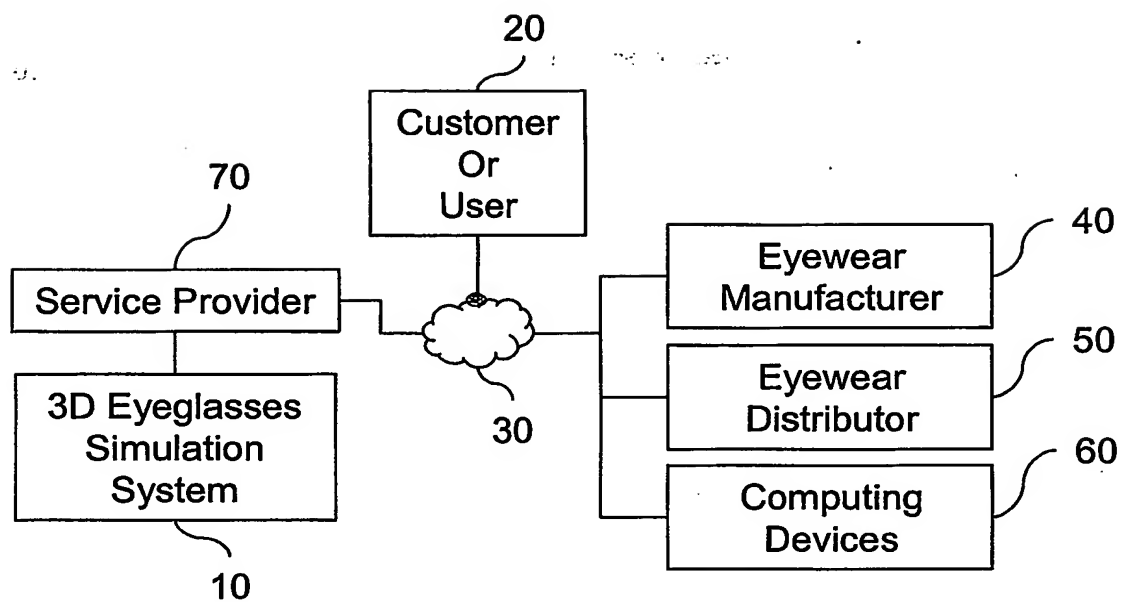 20
Customer
Or
User
70
Service Provider
3D Eyeglasses
Simulation
System
10
30
Eyewear
Manufacturer
40
Eyewear
Distributor
50
Computing
Devices
60